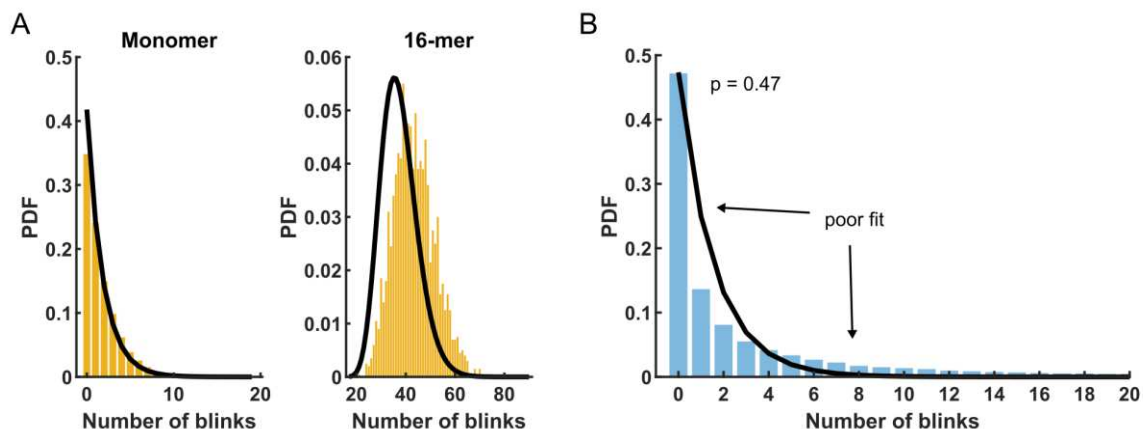 A
Monomer
PDF
0.5
0.4
0.3
0.2
0.1
0
0 10 20
Number of blinks
16-mer
PDF
0.06
0.05
0.04
0.03
0.02
0.01
0.00
20 40 60 80
Number of blinks
B
PDF
0.5
0.4
0.3
0.2
0.1
0
p = 0.47
poor fit
0 2 4 6 8 10 12 14 16 18 20
Number of blinks